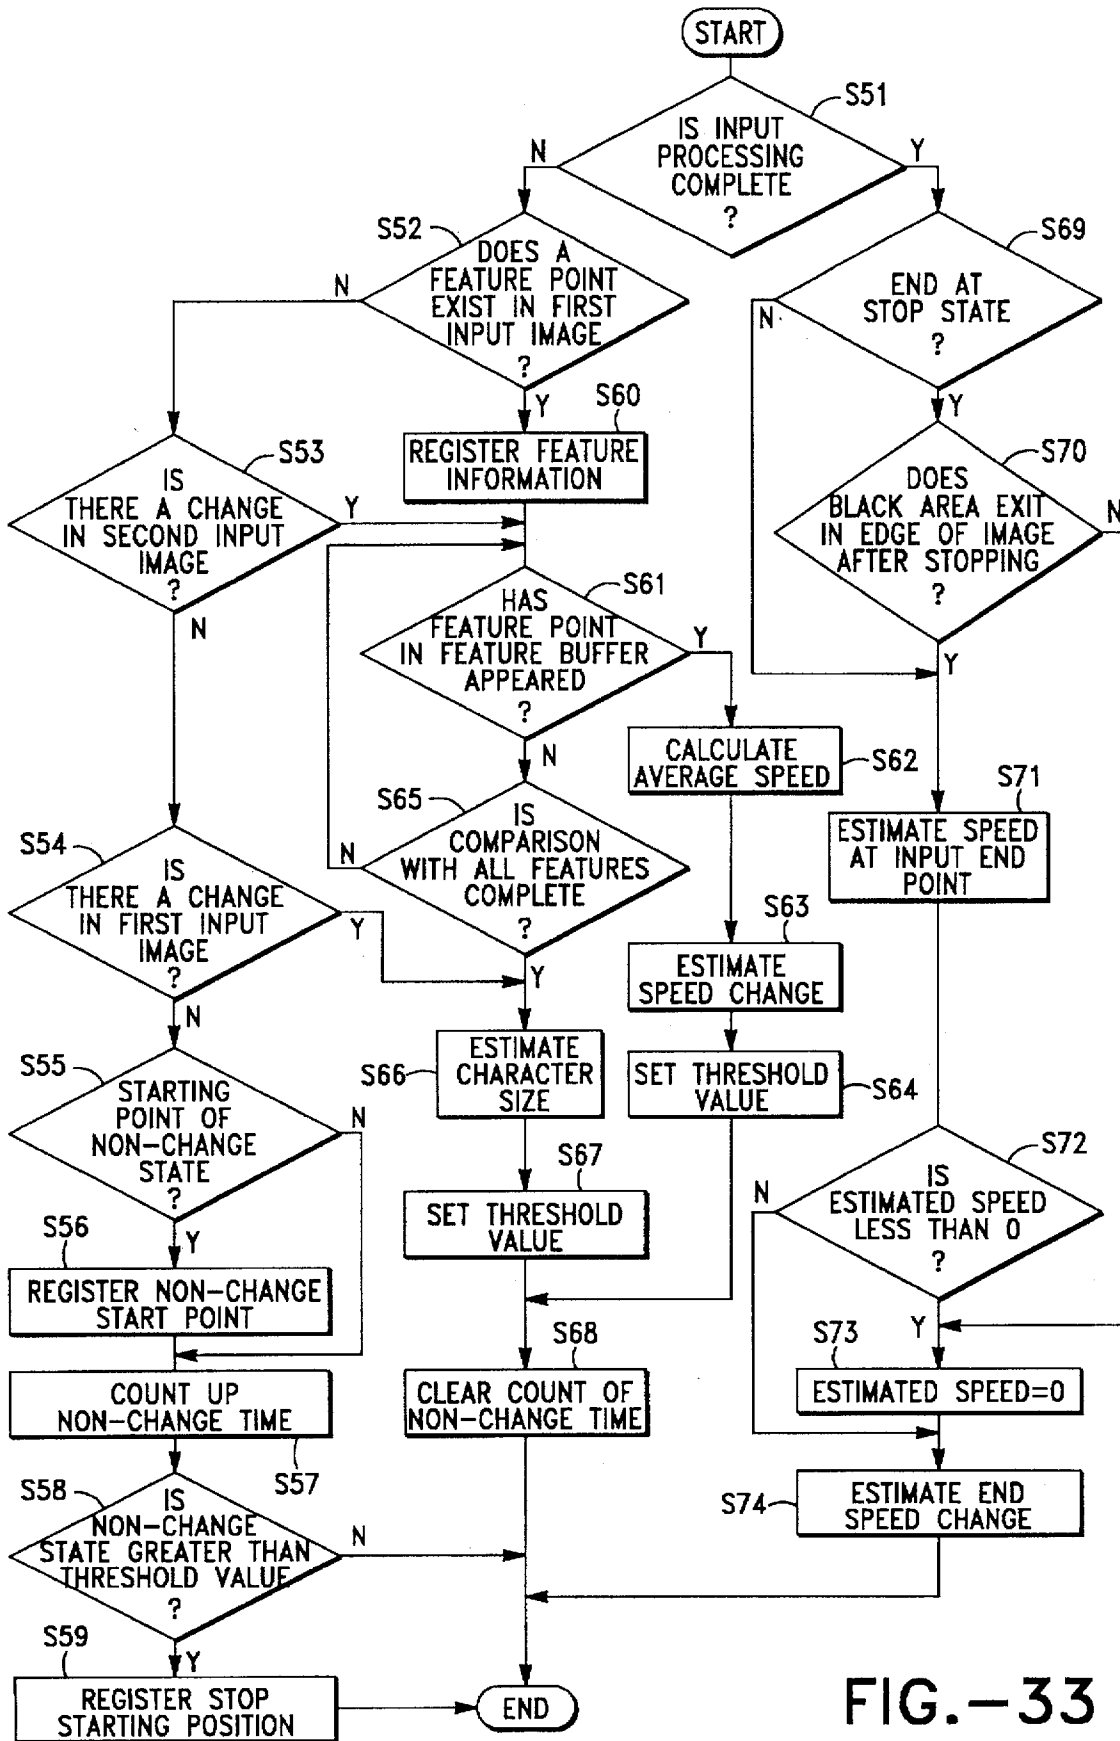 START
S51
IS INPUT
PROCESSING
COMPLETE
?
N
Y
S52
DOES A
FEATURE POINT
EXIST IN FIRST
INPUT IMAGE
?
N
Y
S69
END AT
STOP STATE
?
N
Y
S60
REGISTER FEATURE
INFORMATION
S53
IS
THERE A CHANGE
IN SECOND INPUT
IMAGE
?
Y
N
S70
DOES
BLACK AREA EXIT
IN EDGE OF IMAGE
AFTER STOPPING
?
N
Y
S61
HAS
FEATURE POINT
IN FEATURE BUFFER
APPEARED
?
Y
N
CALCULATE
AVERAGE SPEED
S62
S65
IS
COMPARISON
WITH ALL FEATURES
COMPLETE
?
N
Y
S71
ESTIMATE SPEED
AT INPUT END
POINT
S54
IS
THERE A CHANGE
IN FIRST INPUT
IMAGE
?
Y
N
S63
ESTIMATE
SPEED CHANGE
S55
STARTING
POINT OF
NON-CHANGE
STATE
?
N
Y
S66
ESTIMATE
CHARACTER
SIZE
SET THRESHOLD
VALUE
S64
S67
SET THRESHOLD
VALUE
S72
IS
ESTIMATED SPEED
LESS THAN 0
?
N
Y
S56
REGISTER NON-CHANGE
START POINT
S68
CLEAR COUNT OF
NON-CHANGE TIME
S73
ESTIMATED SPEED=0
COUNT UP
NON-CHANGE TIME
S57
S58
IS
NON-CHANGE
STATE GREATER THAN
THRESHOLD VALUE
?
N
Y
S74
ESTIMATE END
SPEED CHANGE
S59
REGISTER STOP
STARTING POSITION
END
FIG.-33